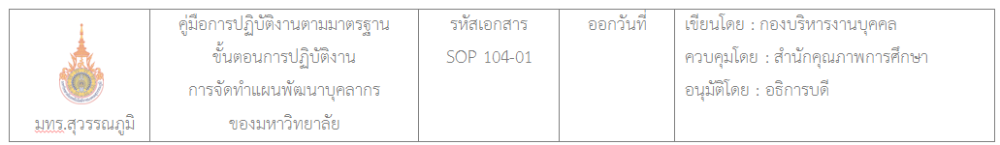 คู่มือการปฏิบัติงานตามมาตรฐาน
ขั้นตอนการปฏิบัติงาน
การจัดทำแผนพัฒนาบุคลากร
ของมหาวิทยาลัย
มทร.สุวรรณภูมิ
รหัสเอกสาร
SOP 104-01
ออกวันที่
เขียนโดย : กองบริหารงานบุคคล
ควบคุมโดย : สำนักคุณภาพการศึกษา
อนุมัติโดย : อธิการบดี